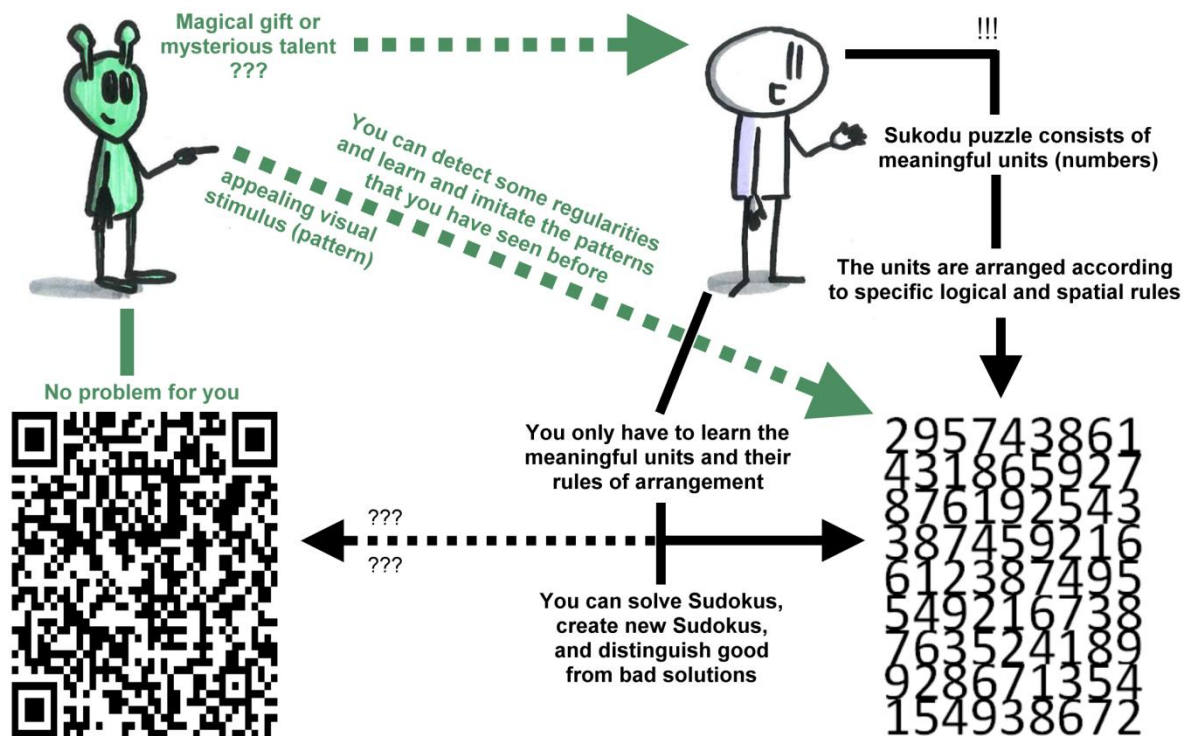 Magical gift or
mysterious talent
???
!!!
You can detect some regularities
and learn and imitate the patterns
that you have seen before
appealing visual
stimulus (pattern)
Sukodu puzzle consists of
meaningful units (numbers)
The units are arranged according
to specific logical and spatial rules
No problem for you
You only have to learn the
meaningful units and their
rules of arrangement
???
???
You can solve Sudokus,
create new Sudokus,
and distinguish good
from bad solutions
295743861
431865927
876192543
387459216
612387495
549216738
763524189
928671354
154938672